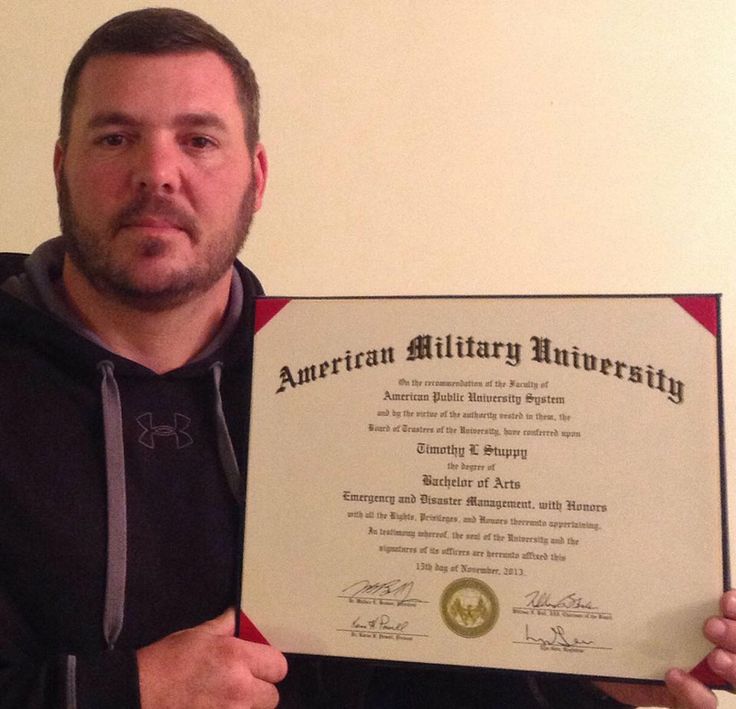 American Military University
On the recommendation of the Faculty of
American Public University System
and by the virtue of the authority vested in them, the
Board of Trustees of the University, have conferred upon
Timothy L Stuppy
the degree of
Bachelor of Arts
Emergency and Disaster Management, with Honors
with all the Rights, Privileges, and Honors thereunto appertaining.
In testimony whereof, the seal of the University and the
signatures of its officers are hereunto affixed this
15th day of November, 2013.